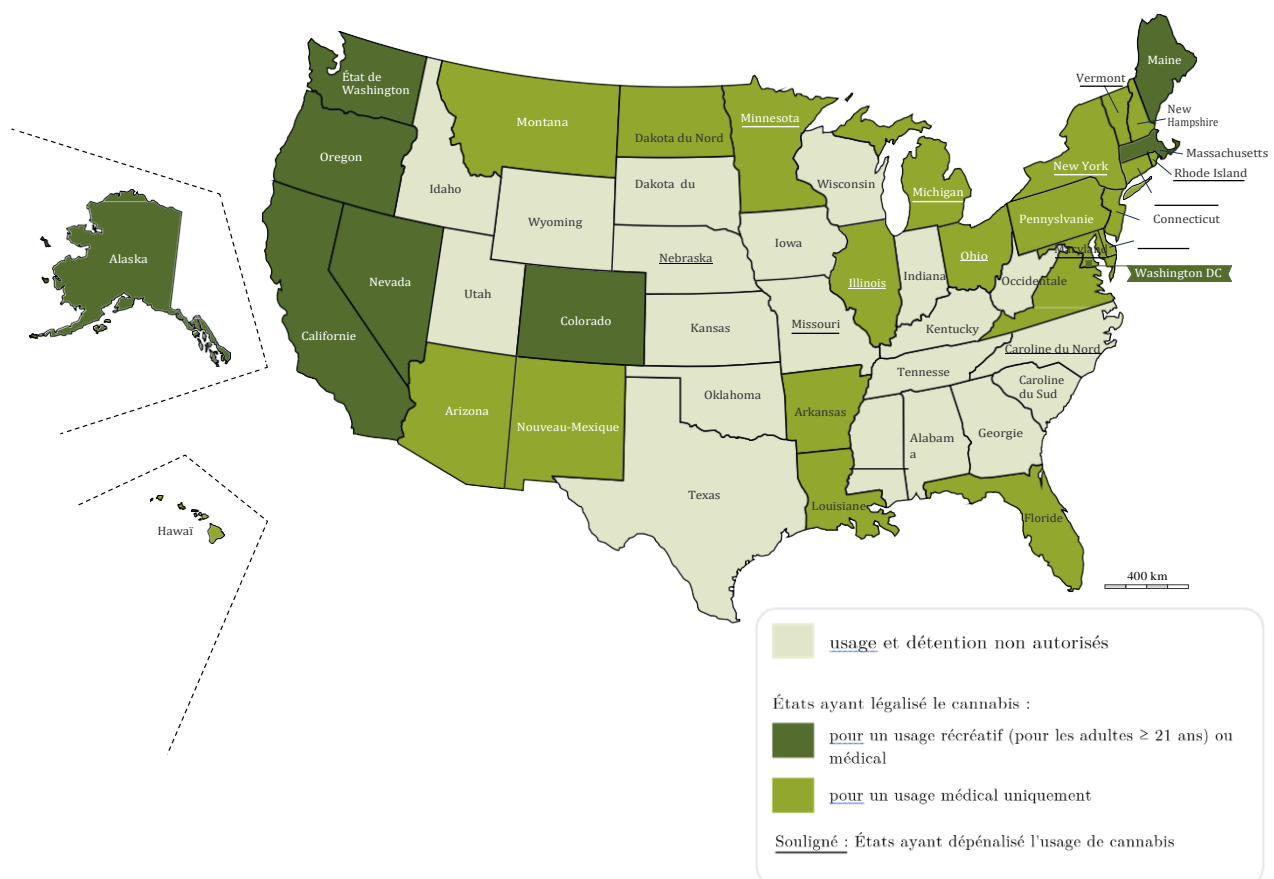 Maine
État de
Washington
Vermont
New
Hampshire
Montana
Minnesota
Dakota du Nord
Oregon
Massachusetts
New York
Rhode Island
Idaho
Dakota du
Wisconsin
Michigan
Wyoming
Pennyslvanie
Connecticut
Iowa
Maryland
Alaska
Nebraska
Ohio
Washington DC
Nevada
Utah
Illinois
Indiana
Occidentale
Colorado
Kansas
Missouri
Kentucky
Californie
Caroline du Nord
Tennesse
Caroline
du Sud
Oklahoma
Arizona
Arkansas
Nouveau-Mexique
Alabam
a
Georgie
Texas
Louisiane
Floride
Hawaï
400 km
usage et détention non autorisés
États ayant légalisé le cannabis :
pour un usage récréatif (pour les adultes ≥ 21 ans) ou
médical
pour un usage médical uniquement
Souligné : États ayant dépénalisé l'usage de cannabis